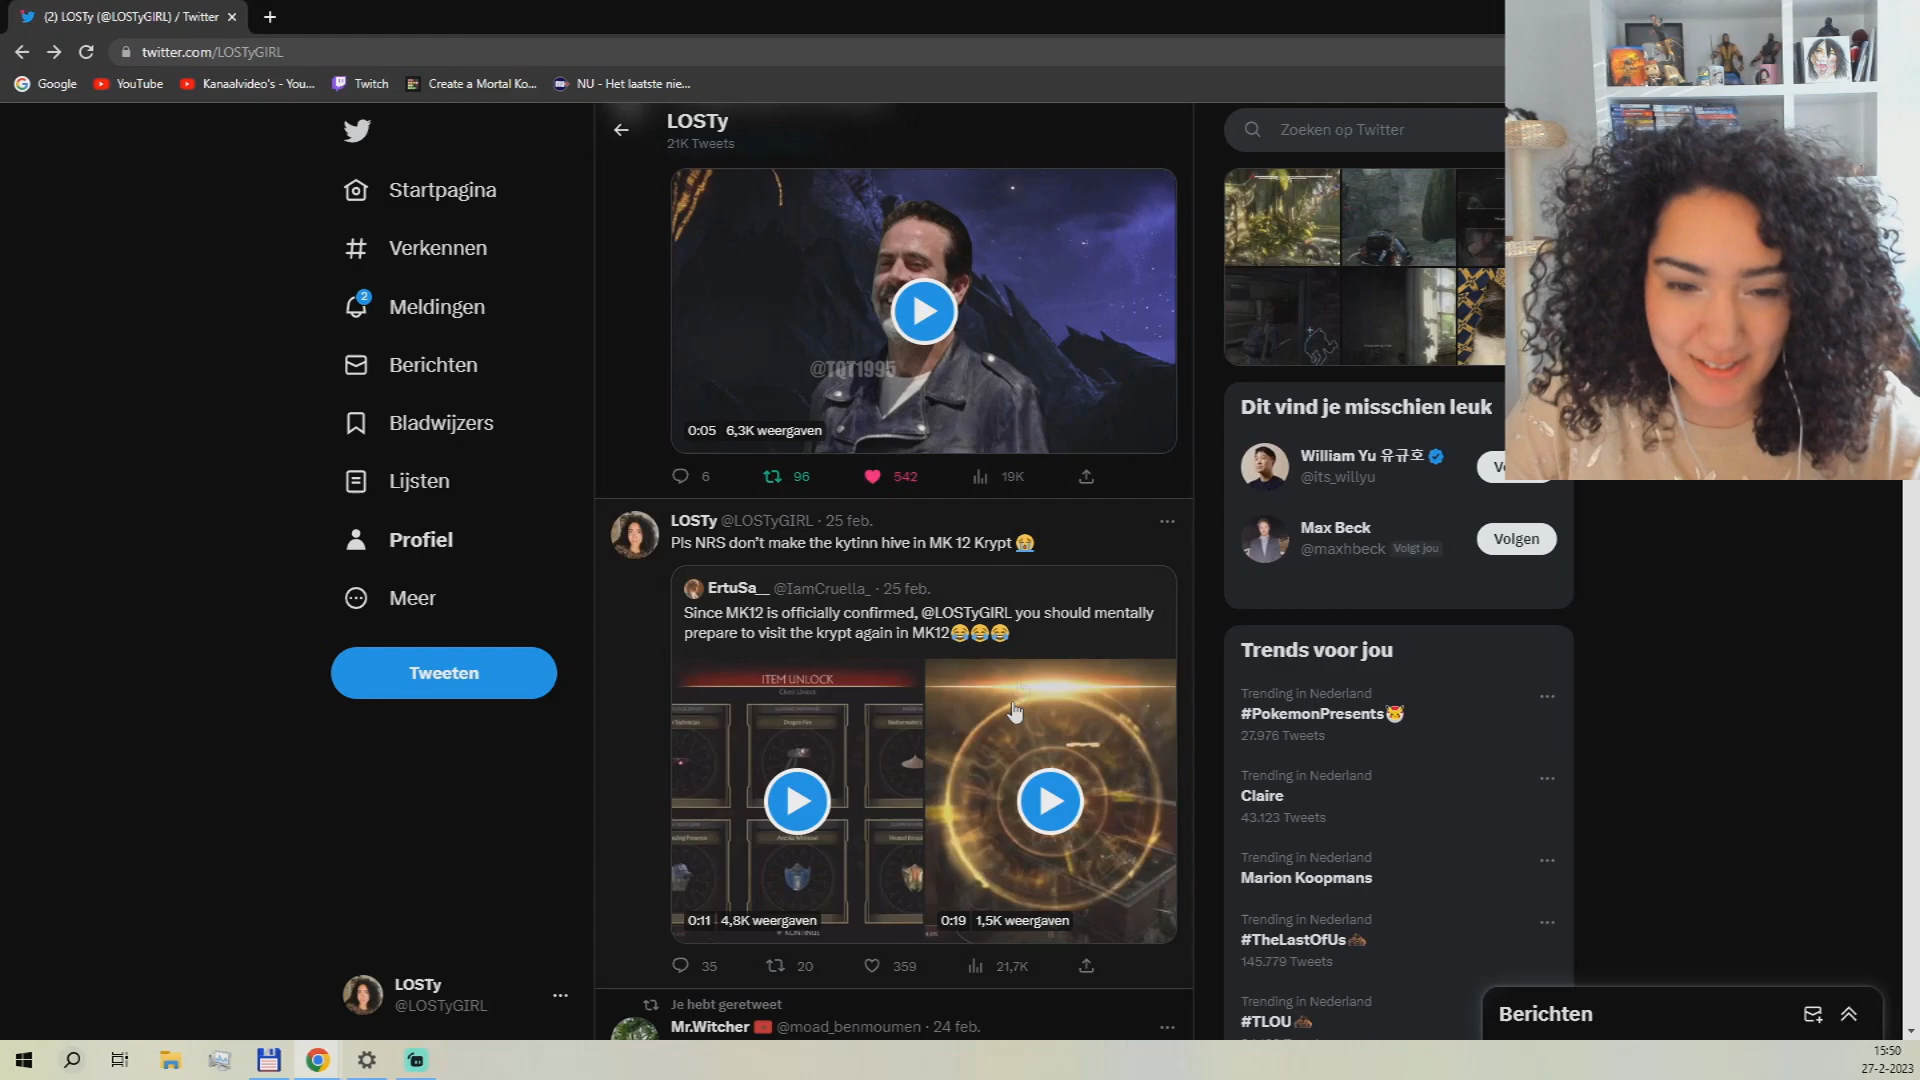 (2) LOSTy (@LOSTyGIRL) / Twitter
twitter.com/LOSTyGIRL
Google
YouTube
Kanaalvideo's - You...
Twitch
Create a Mortal Ko...
NU - Het laatste nie...
Startpagina
Verkennen
2
Meldingen
Berichten
Bladwijzers
Lijsten
Profiel
Meer
Tweeten
LOSTy
@LOSTyGIRL
LOSTy
21K Tweets
@TQT1995
0:05 6,3K weergaven
6 96 542 19K
LOSTy @LOSTyGIRL · 25 feb.
Pls NRS don't make the kytinn hive in MK 12 Krypt 😭
ErtuSa__ @IamCruella_ · 25 feb.
Since MK12 is officially confirmed, @LOSTyGIRL you should mentally
prepare to visit the krypt again in MK12😂😂😂
ITEM UNLOCK
Chest Unlock
Dragon Fire
0:11 4,8K weergaven
0:19 1,5K weergaven
35 20 359 21,7K
Je hebt geretweet
Mr.Witcher @moad_benmoumen · 24 feb.
Zoeken op Twitter
Dit vind je misschien leuk
William Yu 유규호
@its_willyu
Max Beck
@maxhbeck Volgt jou
Volgen
Trends voor jou
Trending in Nederland
#PokemonPresents
27.976 Tweets
Trending in Nederland
Claire
43.123 Tweets
Trending in Nederland
Marion Koopmans
Trending in Nederland
#TheLastOfUs
145.779 Tweets
Trending in Nederland
#TLOU
Berichten
15:50
27-2-2023